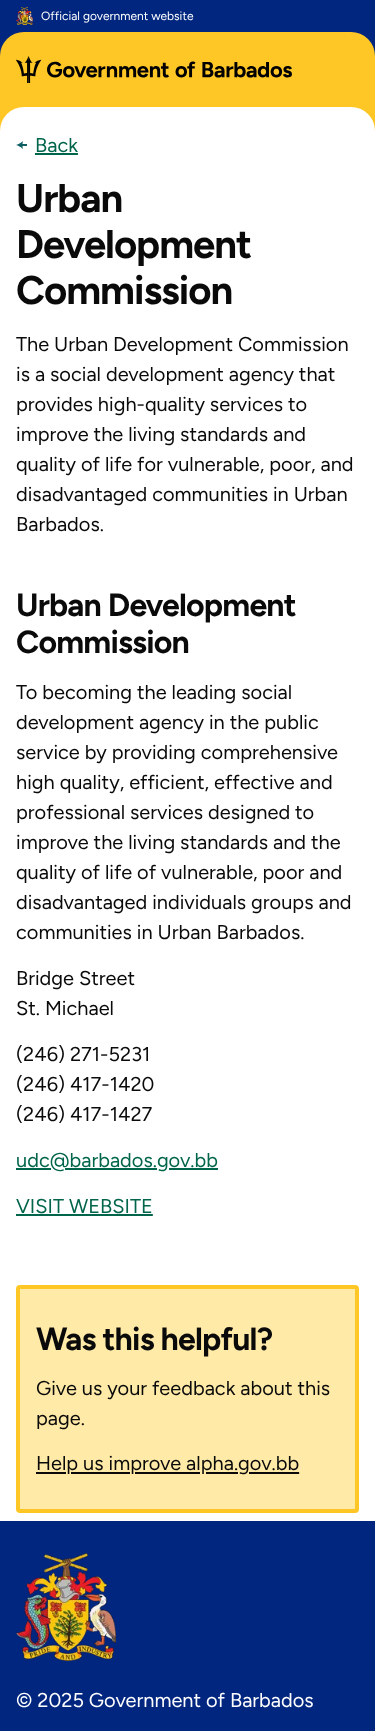 Official government website
Government of Barbados
Back
Urban
Development
Commission
The Urban Development Commission
is a social development agency that
provides high-quality services to
improve the living standards and
quality of life for vulnerable, poor, and
disadvantaged communities in Urban
Barbados.
Urban Development
Commission
To becoming the leading social
development agency in the public
service by providing comprehensive
high quality, efficient, effective and
professional services designed to
improve the living standards and the
quality of life of vulnerable, poor and
disadvantaged individuals groups and
communities in Urban Barbados.
Bridge Street
St. Michael
(246) 271-5231
(246) 417-1420
(246) 417-1427
udc@barbados.gov.bb
VISIT WEBSITE
Was this helpful?
Give us your feedback about this
page.
Help us improve alpha.gov.bb
PRIDE AND INDUSTRY
© 2025 Government of Barbados